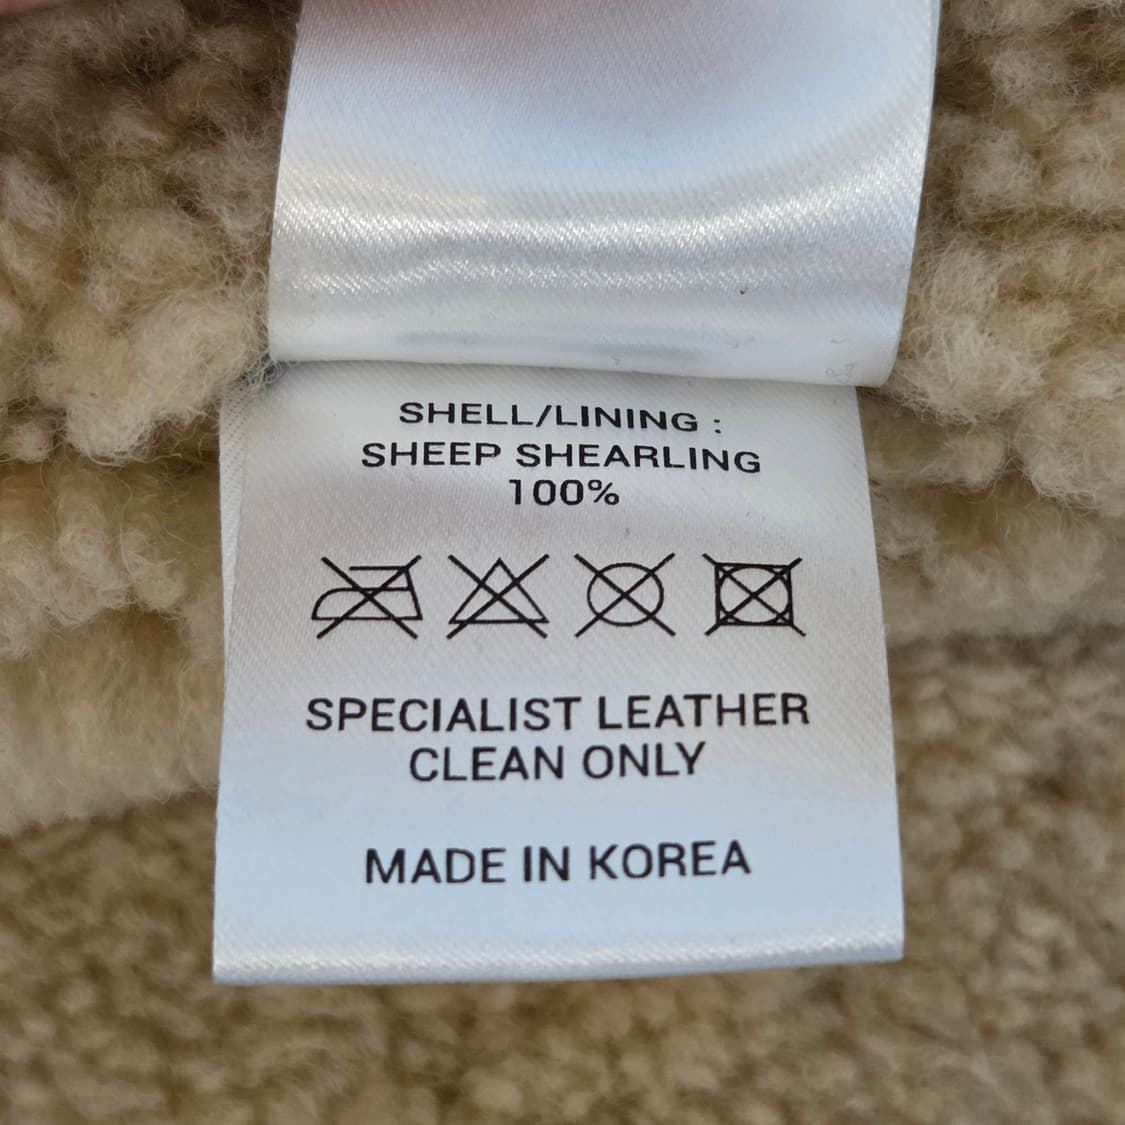 SHELL/LINING :
SHEEP SHEARLING
100%
SPECIALIST LEATHER
CLEAN ONLY
MADE IN KOREA